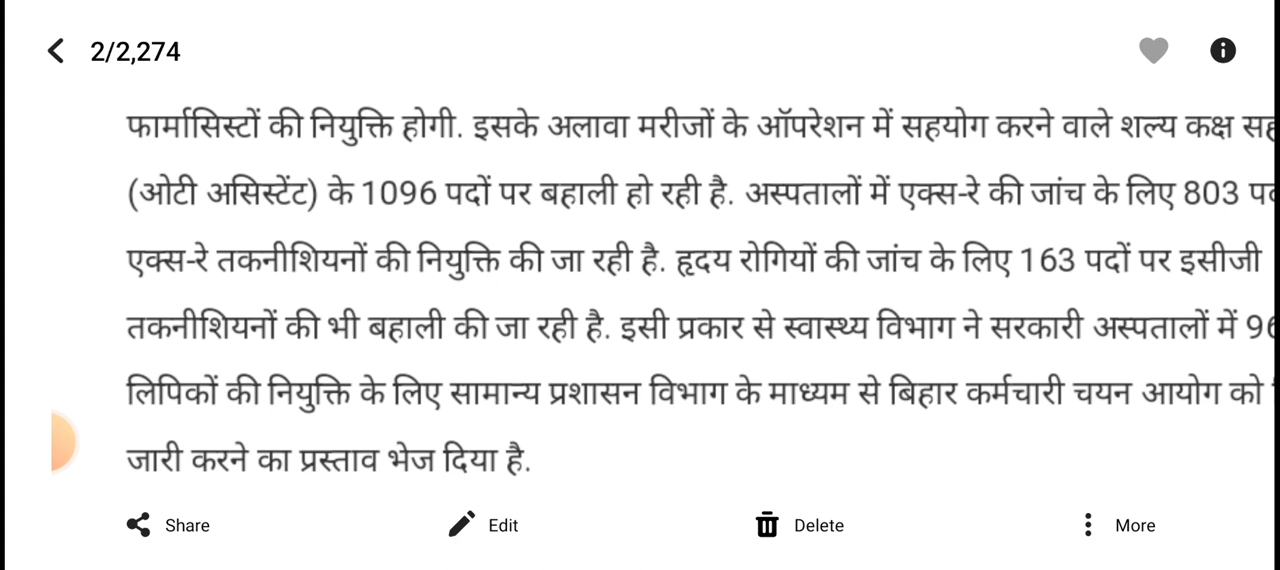 2/2,274
फार्मासिस्टों की नियुक्ति होगी. इसके अलावा मरीजों के ऑपरेशन में सहयोग करने वाले शल्य कक्ष
(ओटी असिस्टेंट) के 1096 पदों पर बहाली हो रही है. अस्पतालों में एक्स-रे की जांच के लिए 803
एक्स-रे तकनीशियनों की नियुक्ति की जा रही है. हृदय रोगियों की जांच के लिए 163 पदों पर इसीजी
तकनीशियनों की भी बहाली की जा रही है. इसी प्रकार से स्वास्थ्य विभाग ने सरकारी अस्पतालों में
लिपिकों की नियुक्ति के लिए सामान्य प्रशासन विभाग के माध्यम से बिहार कर्मचारी चयन आयोग को
जारी करने का प्रस्ताव भेज दिया है.
Share Edit Delete More